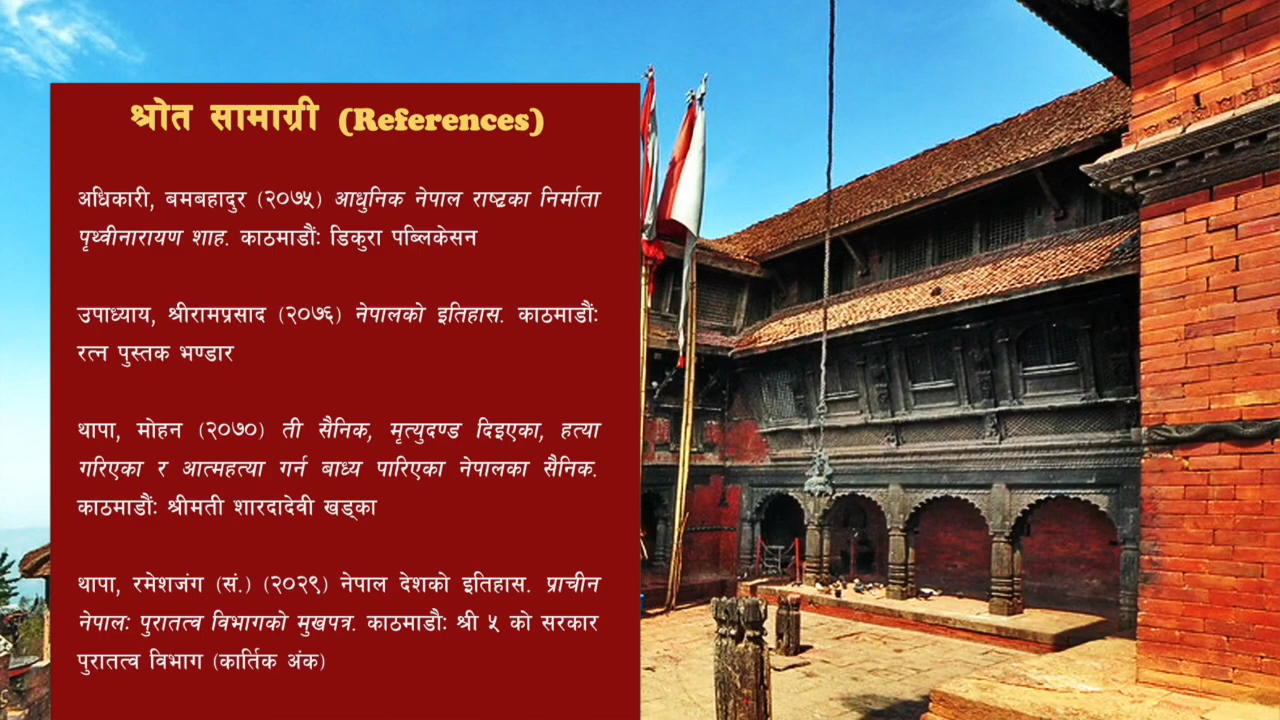 श्रोत सामाग्री (References)
अधिकारी, बमबहादुर (२०७५) आधुनिक नेपाल राष्ट्रका निर्माता
पृथ्वीनारायण शाह. काठमाडौं: डिकुरा पब्लिकेसन
उपाध्याय, श्रीरामप्रसाद (२०७६) नेपालको इतिहास. काठमाडौं:
रत्न पुस्तक भण्डार
थापा, मोहन (२०७०) ती सैनिक, मृत्युदण्ड दिइएका, हत्या
गरिएका र आत्महत्या गर्न बाध्य पारिएका नेपालका सैनिक.
काठमाडौं: श्रीमती शारदादेवी खड्का
थापा, रमेशजंग (सं.) (२०२९) नेपाल देशको इतिहास. प्राचीन
नेपाल: पुरातत्व विभागको मुखपत्र. काठमाडौ: श्री ५ को सरकार
पुरातत्व विभाग (कार्तिक अंक)